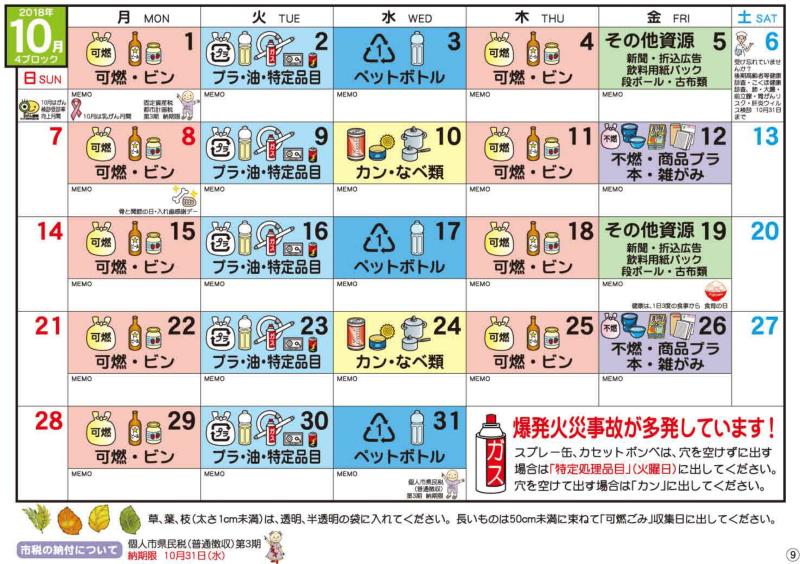 2018年
10月
4ブロック
月 MON
火 TUE
水 WED
木 THU
金 FRI
土 SAT
日 SUN
10月はがん
検診受診率
向上月間
可燃
1
可燃・ビン
MEMO
10月は乳がん月間
固定資産税
都市計画税
第3期 納期限
プラ
ガス
2
プラ・油・特定品目
MEMO
1
3
ペットボトル
MEMO
可燃
4
可燃・ビン
MEMO
その他資源 5
新聞・折込広告
飲料用紙パック
段ボール・古布類
MEMO
6
受け忘れていませ
んか?
後期高齢者等健康
診査・こくほ健康
診査、肺・大腸・
前立腺・胃がんリ
スク・肝炎ウイル
ス検診 10月31日
まで
7
可燃
8
可燃・ビン
MEMO
骨と関節の日・入れ歯感謝デー
プラ
ガス
9
プラ・油・特定品目
MEMO
10
カン・なべ類
MEMO
可燃
11
可燃・ビン
MEMO
不燃
12
不燃・商品プラ
本・雑がみ
MEMO
13
14
可燃
15
可燃・ビン
MEMO
プラ
ガス
16
プラ・油・特定品目
MEMO
1
17
ペットボトル
MEMO
可燃
18
可燃・ビン
MEMO
その他資源 19
新聞・折込広告
飲料用紙パック
段ボール・古布類
MEMO
健康は、1日3度の食事から 食育の日
20
21
可燃
22
可燃・ビン
MEMO
プラ
ガス
23
プラ・油・特定品目
MEMO
24
カン・なべ類
MEMO
可燃
25
可燃・ビン
MEMO
不燃
26
不燃・商品プラ
本・雑がみ
MEMO
27
28
可燃
29
可燃・ビン
MEMO
プラ
ガス
30
プラ・油・特定品目
MEMO
1
31
ペットボトル
MEMO
個人市県民税
(普通徴収)
第3期 納期限
ガス
爆発火災事故が多発しています!
スプレー缶、カセットボンベは、穴を空けずに出す
場合は「特定処理品目」(火曜日)に出してください。
穴を空けて出す場合は「カン」に出してください。
草、葉、枝(太さ1cm未満)は、透明、半透明の袋に入れてください。 長いものは50cm未満に束ねて「可燃ごみ」収集日に出してください。
市税の納付について
個人市県民税(普通徴収)第3期
納期限 10月31日(水)
9